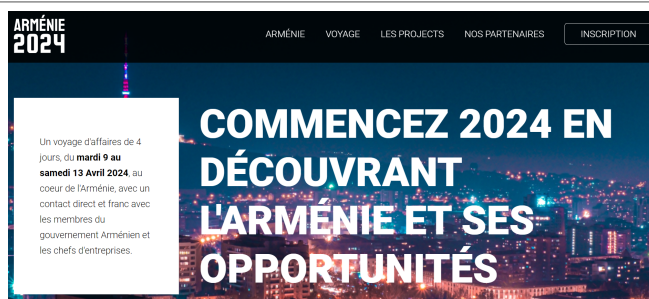 ARMÉNIE
2024
ARMÉNIE VOYAGE LES PROJECTS NOS PARTENAIRES INSCRIPTION
Un voyage d'affaires de 4
jours, du mardi 9 au
samedi 13 Avril 2024, au
coeur de l'Arménie, avec un
contact direct et franc avec
les membres du
gouvernement Arménien et
les chefs d'entreprises.
COMMENCEZ 2024 EN
DÉCOUVRANT
L'ARMÉNIE ET SES
OPPORTUNITÉS